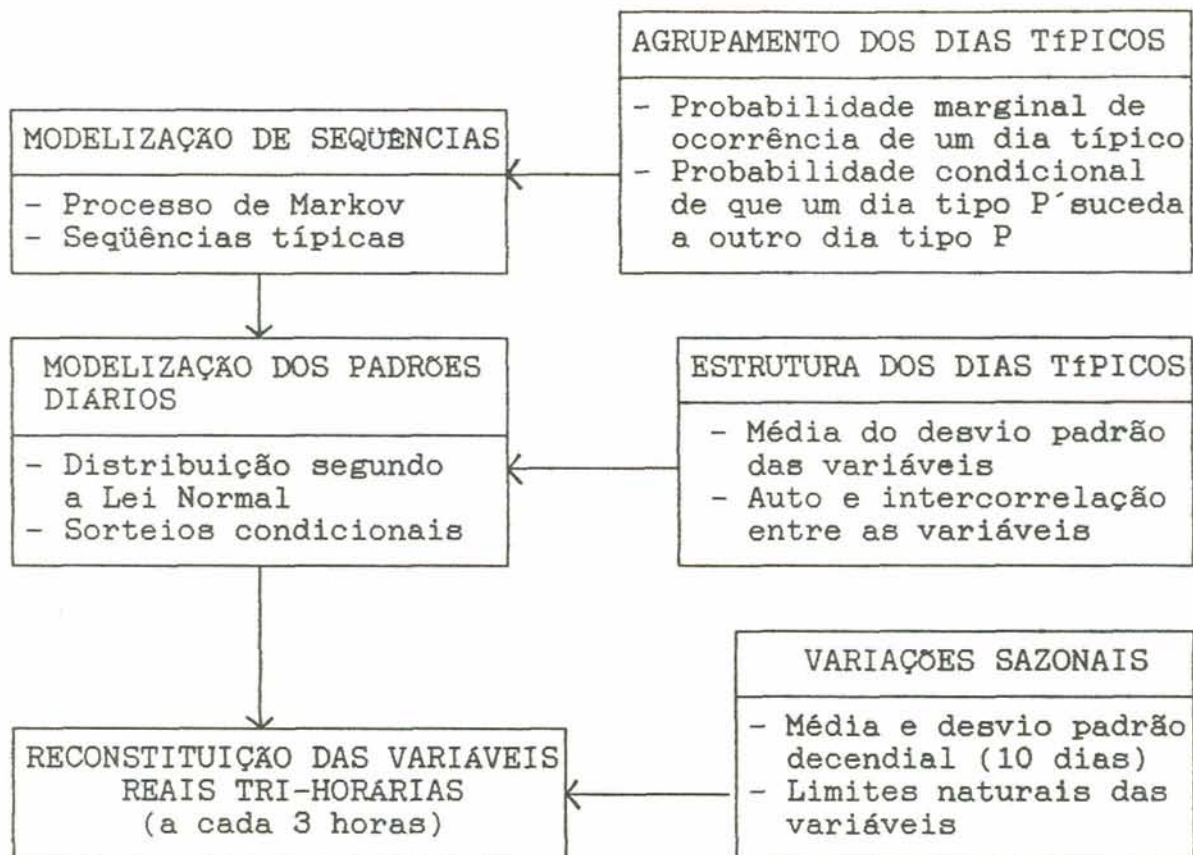 AGRUPAMENTO DOS DIAS TíPICOS
- Probabilidade marginal de
ocorrência de um dia típico
- Probabilidade condicional
de que um dia tipo P´suceda
a outro dia tipo P
MODELIZAÇÃO DE SEQÜÊNCIAS
- Processo de Markov
- Seqüências típicas
MODELIZAÇÃO DOS PADRÕES
DIÁRIOS
- Distribuição segundo
a Lei Normal
- Sorteios condicionais
ESTRUTURA DOS DIAS TíPICOS
- Média do desvio padrão
das variáveis
- Auto e intercorrelação
entre as variáveis
VARIAÇÕES SAZONAIS
- Média e desvio padrão
decendial (10 dias)
- Limites naturais das
variáveis
RECONSTITUIÇÃO DAS VARIÁVEIS
REAIS TRI-HORÁRIAS
(a cada 3 horas)